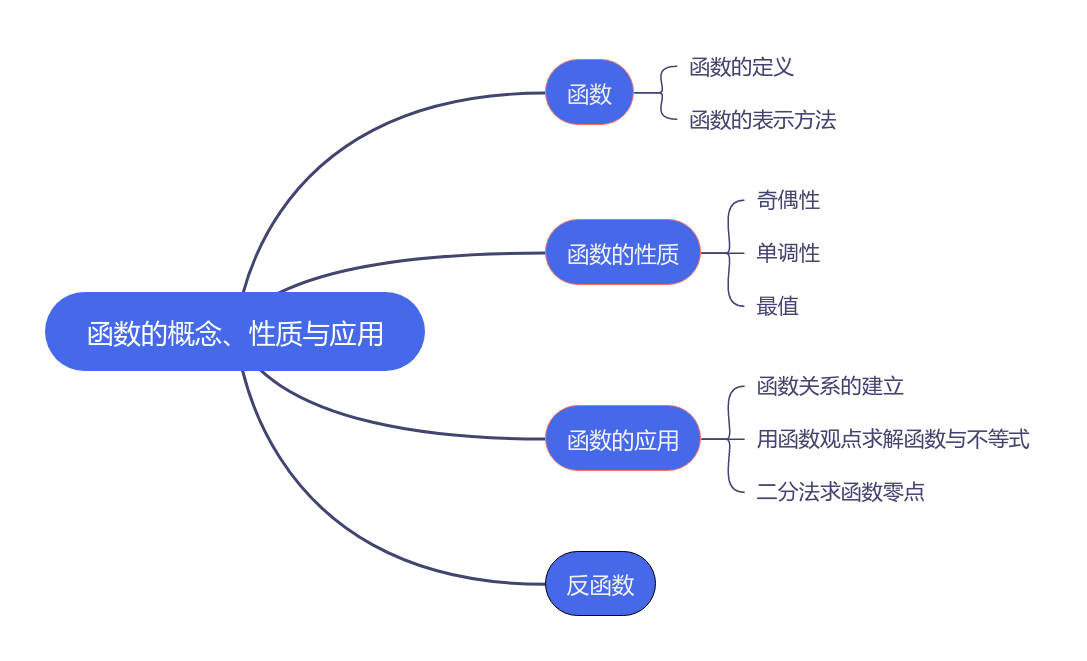 函数的概念、性质与应用
函数
函数的定义
函数的表示方法
函数的性质
奇偶性
单调性
最值
函数的应用
函数关系的建立
用函数观点求解函数与不等式
二分法求函数零点
反函数